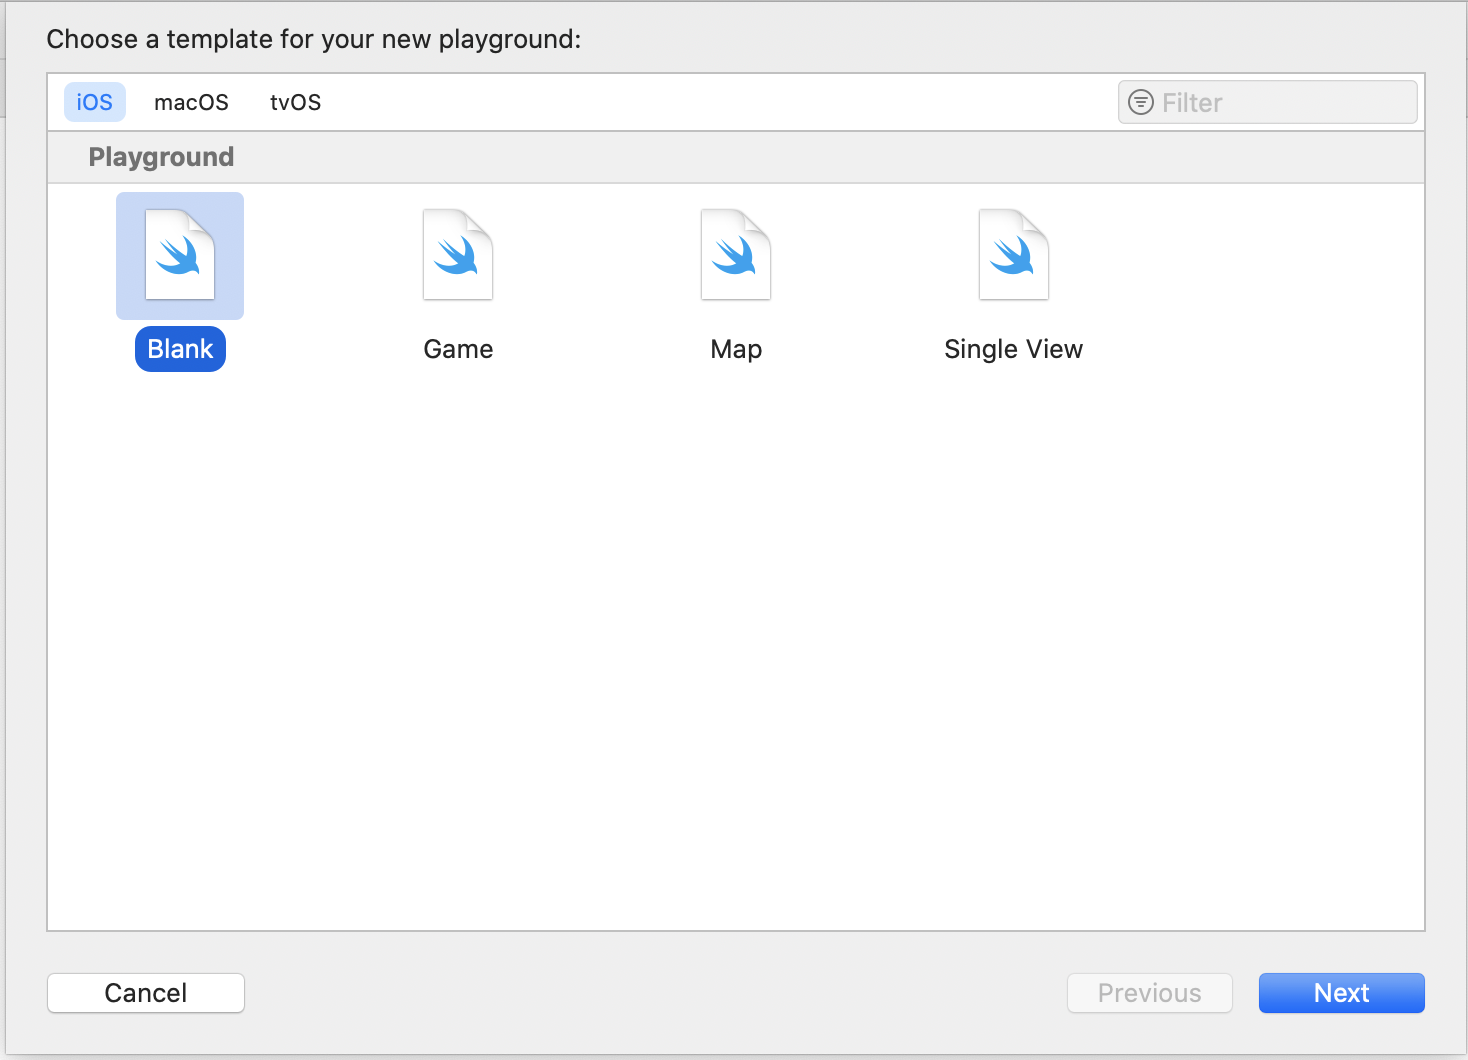 Choose a template for your new playground:
iOS macOS tvOS Filter
Playground
Blank Game Map Single View
Cancel Previous Next